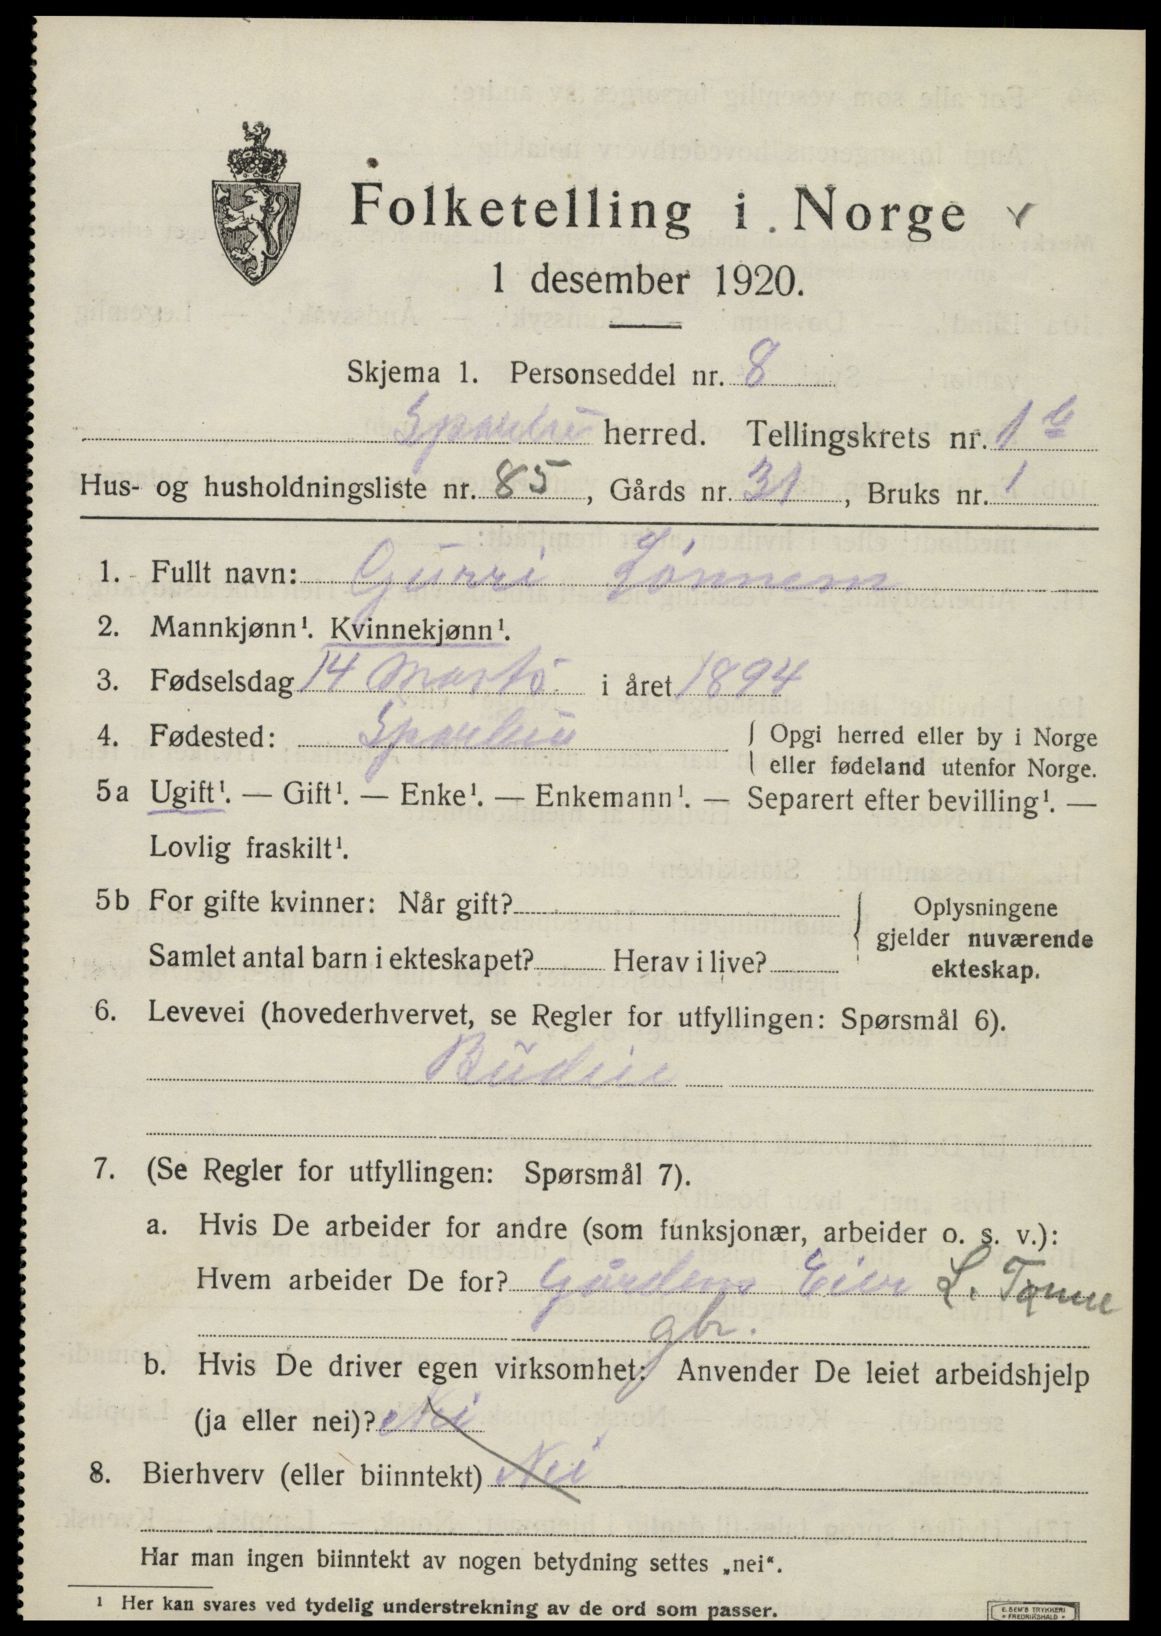 Folketelling i Norge
1 desember 1920.
Skjema 1. Personseddel nr. 8
Sparbu herred. Tellingskrets nr. 1 b
Hus- og husholdningsliste nr. 85, Gårds nr. 31, Bruks nr. 1
1. Fullt navn: Gurri Lønnem
2. Mannkjønn¹. Kvinnekjønn¹.
3. Fødselsdag 14 Marts i året 1894
4. Fødested: Sparbu { Opgi herred eller by i Norge
eller fødeland utenfor Norge.
5a Ugift¹. — Gift¹. — Enke¹. — Enkemann¹. — Separert efter bevilling¹. —
Lovlig fraskilt¹.
5b For gifte kvinner: Når gift?
Samlet antal barn i ekteskapet? Herav i live?
Oplysningene
gjelder nuværende
ekteskap.
6. Levevei (hovederhvervet, se Regler for utfyllingen: Spørsmål 6).
Budeie
7. (Se Regler for utfyllingen: Spørsmål 7).
a. Hvis De arbeider for andre (som funksjonær, arbeider o. s. v.):
Hvem arbeider De for? Gårdens Eier L.
gbr.
b. Hvis De driver egen virksomhet: Anvender De leiet arbeidshjelp
(ja eller nei)? Nei
8. Bierhverv (eller biinntekt) Nei
Har man ingen biinntekt av nogen betydning settes „nei“.
¹ Her kan svares ved tydelig understrekning av de ord som passer.
E. SEM'S TRYKKERI
FREDRIKSHALD